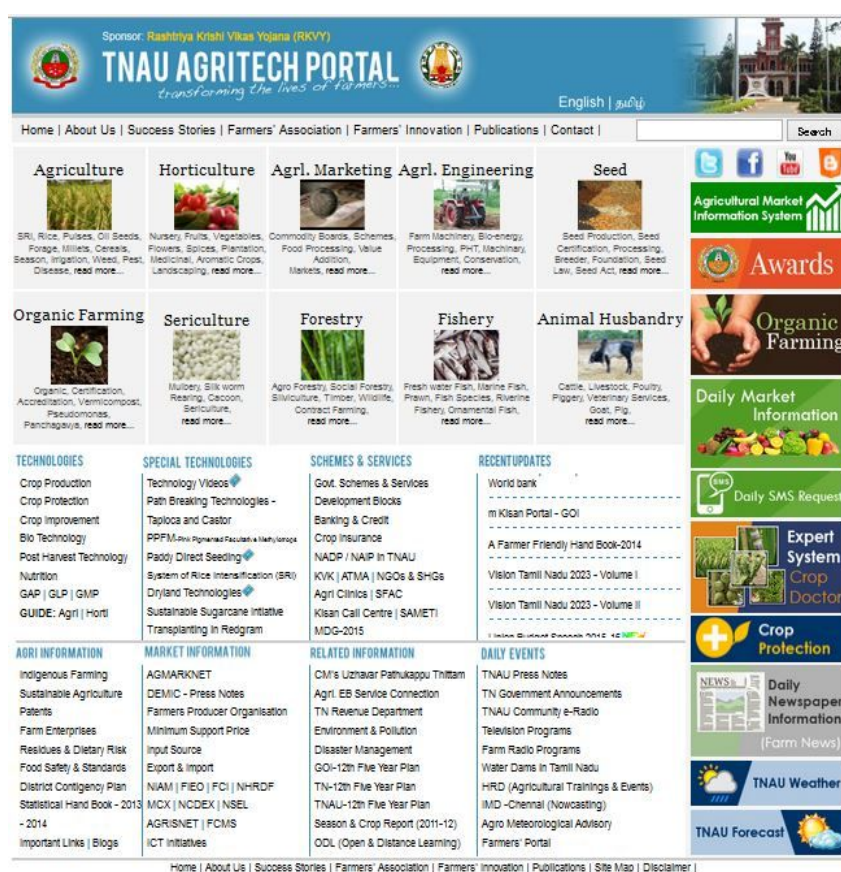 Sponsor: Rashtriya Krishi Vikas Yojana (RKVY)
TNAU AGRITECH PORTAL
transforming the lives of farmers...
English | தமிழ்
Home | About Us | Success Stories | Farmers' Association | Farmers' Innovation | Publications | Contact |
Search
Agriculture
SRI, Rice, Pulses, Oil Seeds,
Forage, Millets, Cereals,
Season, Irrigation, Weed, Pest,
Disease, read more...
Horticulture
Nursery, Fruits, Vegetables,
Flowers, Spices, Plantation,
Medicinal, Aromatic Crops,
Landscaping, read more...
Agrl. Marketing
Commodity Boards, Schemes,
Food Processing, Value
Addition,
Markets, read more...
Agrl. Engineering
Farm Machinery, Bio-energy,
Processing, PHT, Machinary,
Equipment, Conservation,
read more...
Seed
Seed Production, Seed
Certification, Processing,
Breeder, Foundation, Seed
Law, Seed Act, read more...
Organic Farming
Organic, Certification,
Accreditation, Vermicompost,
Pseudomonas,
Panchagavya, read more...
Sericulture
Mulbery, Silk worm
Rearing, Cacoon,
Sericulture,
read more...
Forestry
Agro Forestry, Social Forestry,
Silviculture, Timber, Wildlife,
Contract Farming,
read more...
Fishery
Fresh water Fish, Marine Fish,
Prawn, Fish Species, Riverine
Fishery, Ornamental Fish,
read more...
Animal Husbandry
Cattle, Livestock, Poultry,
Piggery, Veterinary Services,
Goat, Pig,
read more...
TECHNOLOGIES
Crop Production
Crop Protection
Crop Improvement
Bio Technology
Post Harvest Technology
Nutrition
GAP | GLP | GMP
GUIDE: Agri | Horti
SPECIAL TECHNOLOGIES
Technology Videos
Path Breaking Technologies -
Tapioca and Castor
PPFM-Pink Pigmented Facultative Methylotrops
Paddy Direct Seeding
System of Rice Intensification (SRI)
Dryland Technologies
Sustainable Sugarcane Intiative
Transplanting in Redgram
SCHEMES & SERVICES
Govt. Schemes & Services
Development Blocks
Banking & Credit
Crop Insurance
NADP / NAIP in TNAU
KVK | ATMA | NGOs & SHGs
Agri Clinics | SFAC
Kisan Call Centre | SAMETI
MDG-2015
RECENTUPDATES
World bank
m Kisan Portal - GOI
A Farmer Friendly Hand Book-2014
Vision Tamil Nadu 2023 - Volume I
Vision Tamil Nadu 2023 - Volume II
Union Budget Speech 2015-16
AGRI INFORMATION
Indigenous Farming
Sustainable Agriculture
Patents
Farm Enterprises
Residues & Dietary Risk
Food Safety & Standards
District Contigency Plan
Statistical Hand Book - 2013
- 2014
Important Links | Blogs
MARKET INFORMATION
AGMARKNET
DEMIC - Press Notes
Farmers Producer Organisation
Minimum Support Price
Input Source
Export & Import
NIAM | FIEO | FCI | NHRDF
MCX | NCDEX | NSEL
AGRISNET | FCMS
ICT Initiatives
RELATED INFORMATION
CM's Uzhavar Pathukappu Thittam
Agri. EB Service Connection
TN Revenue Department
Environment & Pollution
Disaster Management
GOI-12th Five Year Plan
TN-12th Five Year Plan
TNAU-12th Five Year Plan
Season & Crop Report (2011-12)
ODL (Open & Distance Learning)
DAILY EVENTS
TNAU Press Notes
TN Government Announcements
TNAU Community e-Radio
Television Programs
Farm Radio Programs
Water Dams in Tamil Nadu
HRD (Agricultural Trainings & Events)
IMD -Chennai (Nowcasting)
Agro Meteorological Advisory
Farmers' Portal
You
Tube
Agricultural Market
Information System
Awards
Organic
Farming
Daily Market
Information
SMS
Daily SMS Request
Expert
System
Crop
Doctor
Crop
Protection
NEWS
Daily
Newspaper
Information
(Farm News)
TNAU Weather
TNAU Forecast
Home | About Us | Success Stories | Farmers' Association | Farmers' Innovation | Publications | Site Map | Disclaimer |